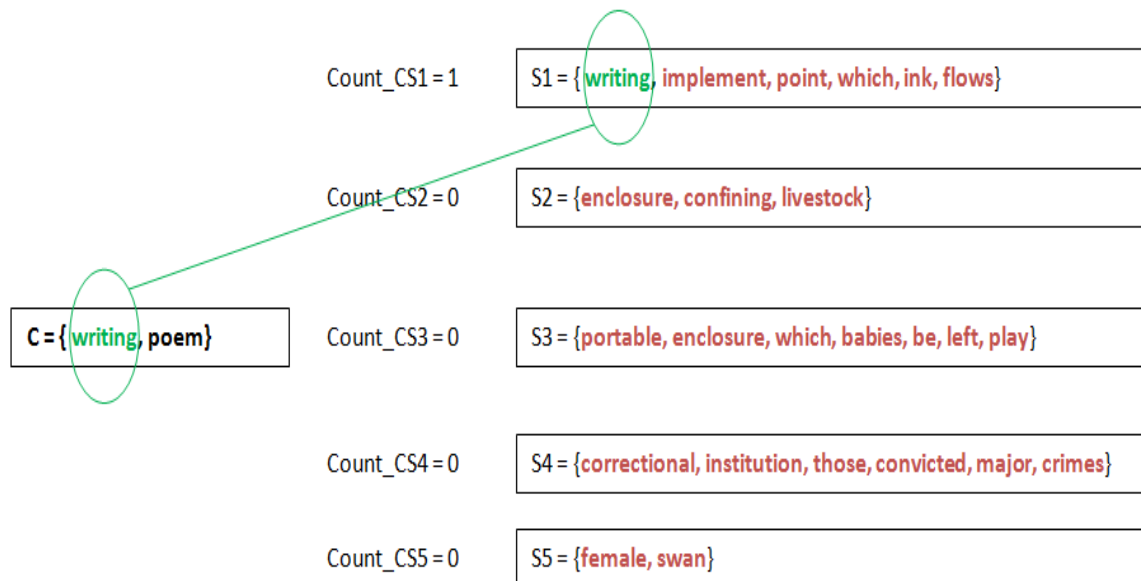 Count_CS1 = 1 S1 = { writing, implement, point, which, ink, flows}
Count_CS2 = 0 S2 = {enclosure, confining, livestock}
C = { writing, poem} Count_CS3 = 0 S3 = {portable, enclosure, which, babies, be, left, play}
Count_CS4 = 0 S4 = {correctional, institution, those, convicted, major, crimes}
Count_CS5 = 0 S5 = {female, swan}